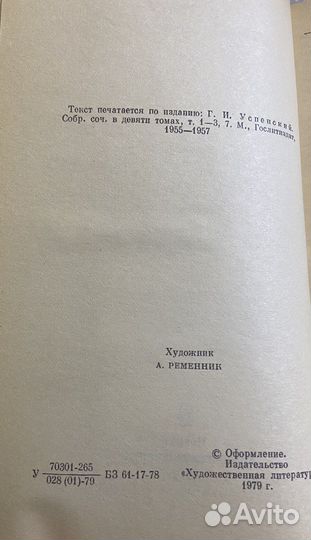 Текст печатается по изданию: Г. И. Успенский.
Собр. соч. в девяти томах, т. 1—3, 7. М., Гослитиздат,
1955—1957
Художник
А. РЕМЕННИК
© Оформление.
Издательство
«Художественная литерату
1979 г.
У 70301-265
028 (01)-79 БЗ 61-17-78
Avito